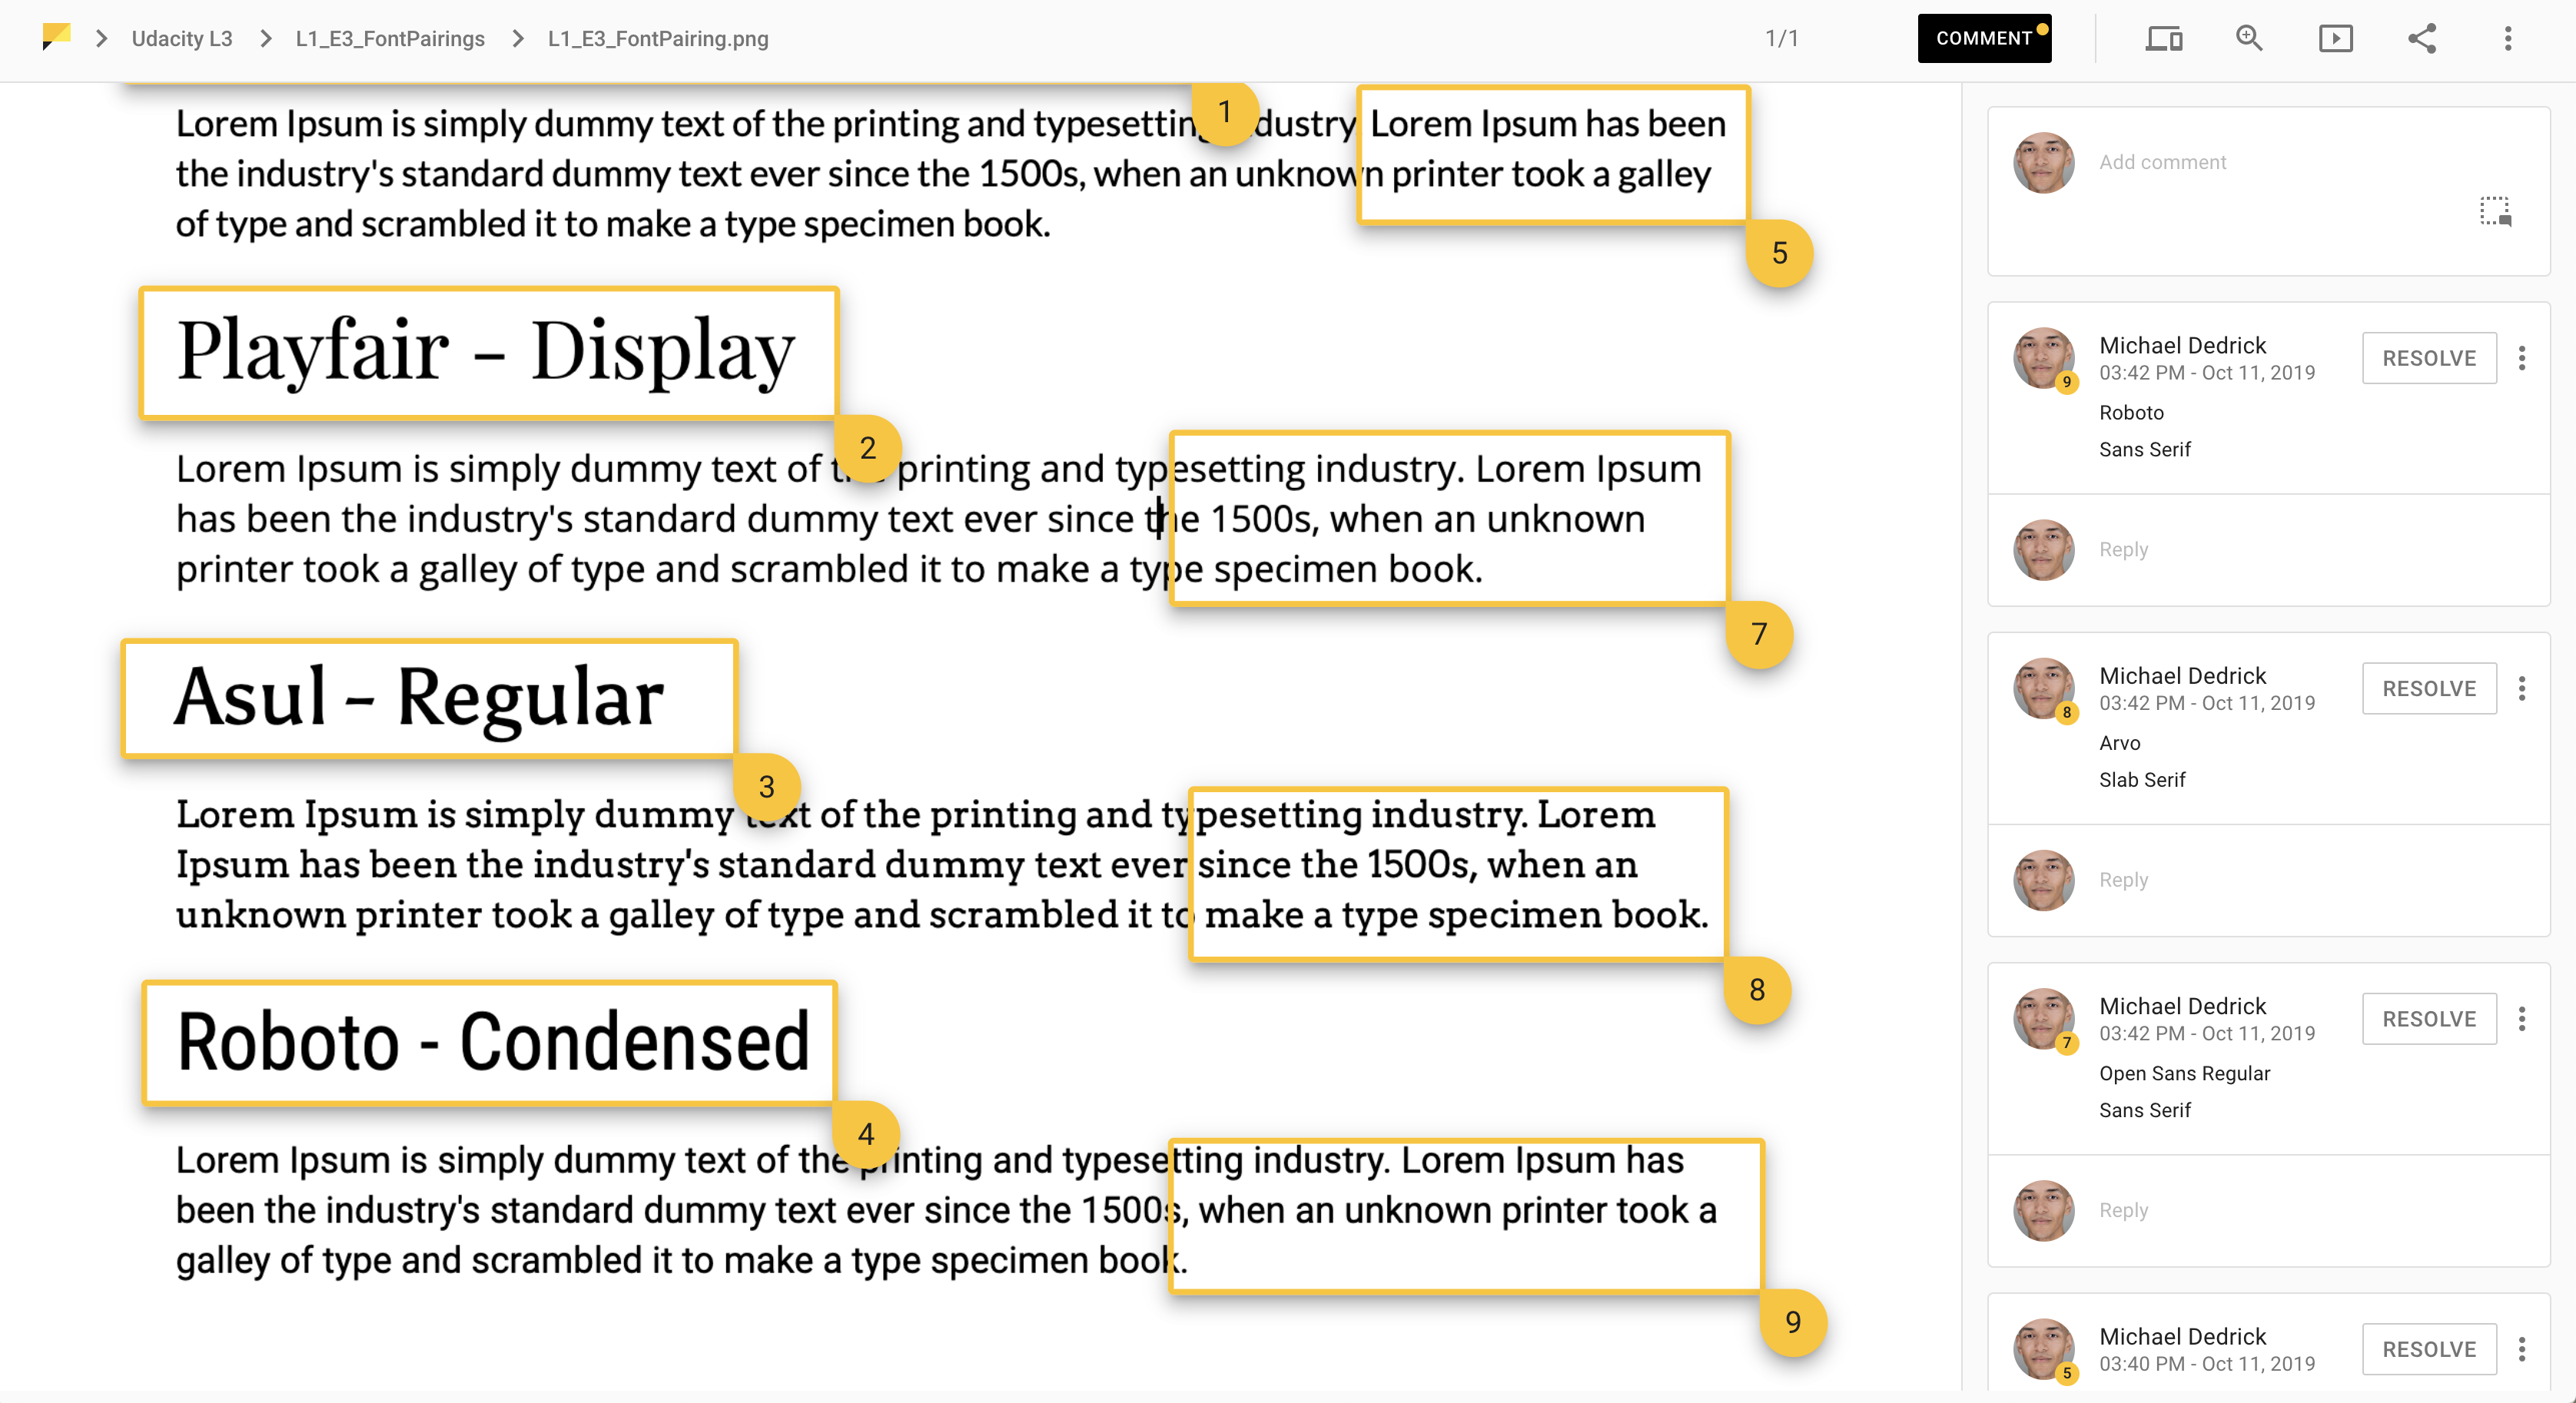 Udacity L3 L1_E3_FontPairings L1_E3_FontPairing.png 1/1 COMMENT
1
Lorem Ipsum is simply dummy text of the printing and dustry Lorem Ipsum has been
the industry's standard dummy text ever since the 1500s, when an unknown printer took a galley
of type and scrambled it to make a type specimen book.
5
Playfair – Display
2
Lorem Ipsum is simply dummy text of printing and typesetting industry. Lorem Ipsum
has been the industry's standard dummy text ever since the 1500s, when an unknown
printer took a galley of type and scrambled it to make a type specimen book.
7
Asul – Regular
3
Lorem Ipsum is simply dummy text of the printing and typesetting industry. Lorem
Ipsum has been the industry's standard dummy text ever since the 1500s, when an
unknown printer took a galley of type and scrambled it to make a type specimen book.
8
Roboto - Condensed
4
Lorem Ipsum is simply dummy text of the printing and typesetting industry. Lorem Ipsum has
been the industry's standard dummy text ever since the 1500s, when an unknown printer took a
galley of type and scrambled it to make a type specimen book.
9
Add comment
Michael Dedrick RESOLVE
03:42 PM - Oct 11, 2019
9
Roboto
Sans Serif
Reply
Michael Dedrick RESOLVE
03:42 PM - Oct 11, 2019
8
Arvo
Slab Serif
Reply
Michael Dedrick RESOLVE
03:42 PM - Oct 11, 2019
7
Open Sans Regular
Sans Serif
Reply
Michael Dedrick RESOLVE
03:40 PM - Oct 11, 2019
5